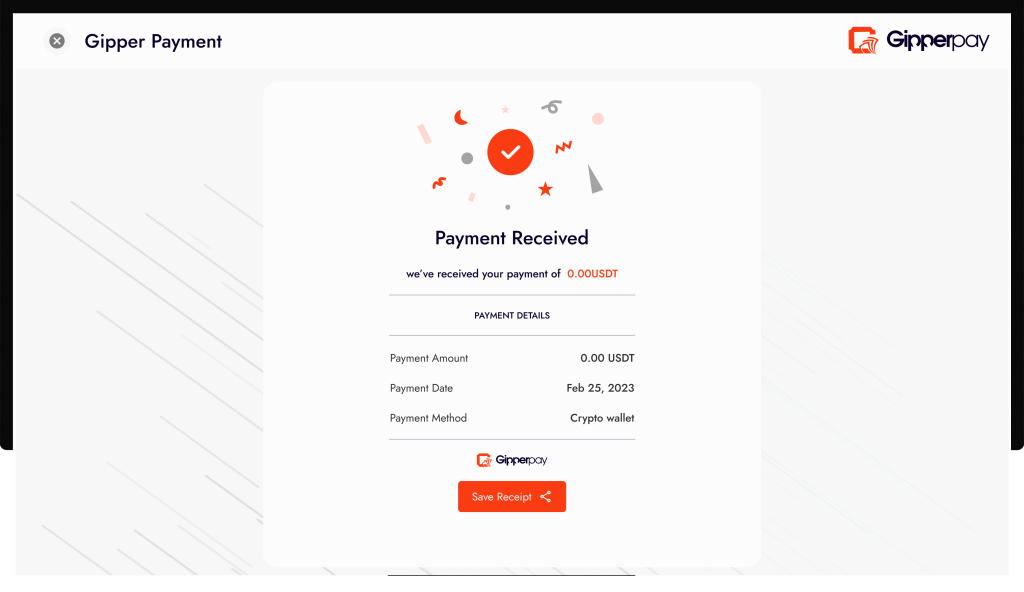 Gipper Payment
Gipperpay
Payment Received
we've received your payment of 0.00USDT
PAYMENT DETAILS
Payment Amount 0.00 USDT
Payment Date Feb 25, 2023
Payment Method Crypto wallet
Gipperpay
Save Receipt